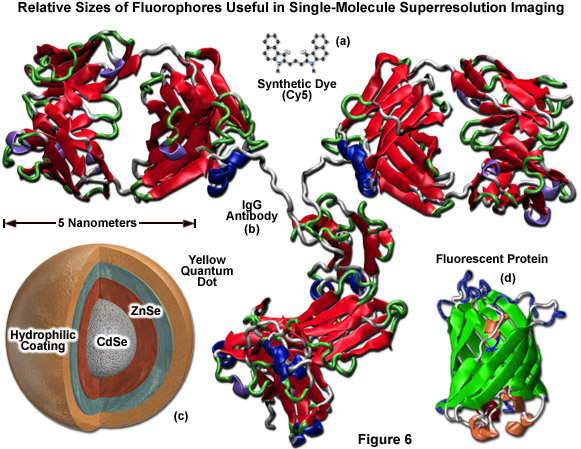 Relative Sizes of Fluorophores Useful in Single-Molecule Superresolution Imaging
(a)
Synthetic Dye
(Cy5)
IgG
Antibody
(b)
5 Nanometers
Yellow
Quantum
Dot
Fluorescent Protein
(d)
ZnSe
Hydrophilic
Coating
CdSe
(c)
Figure 6